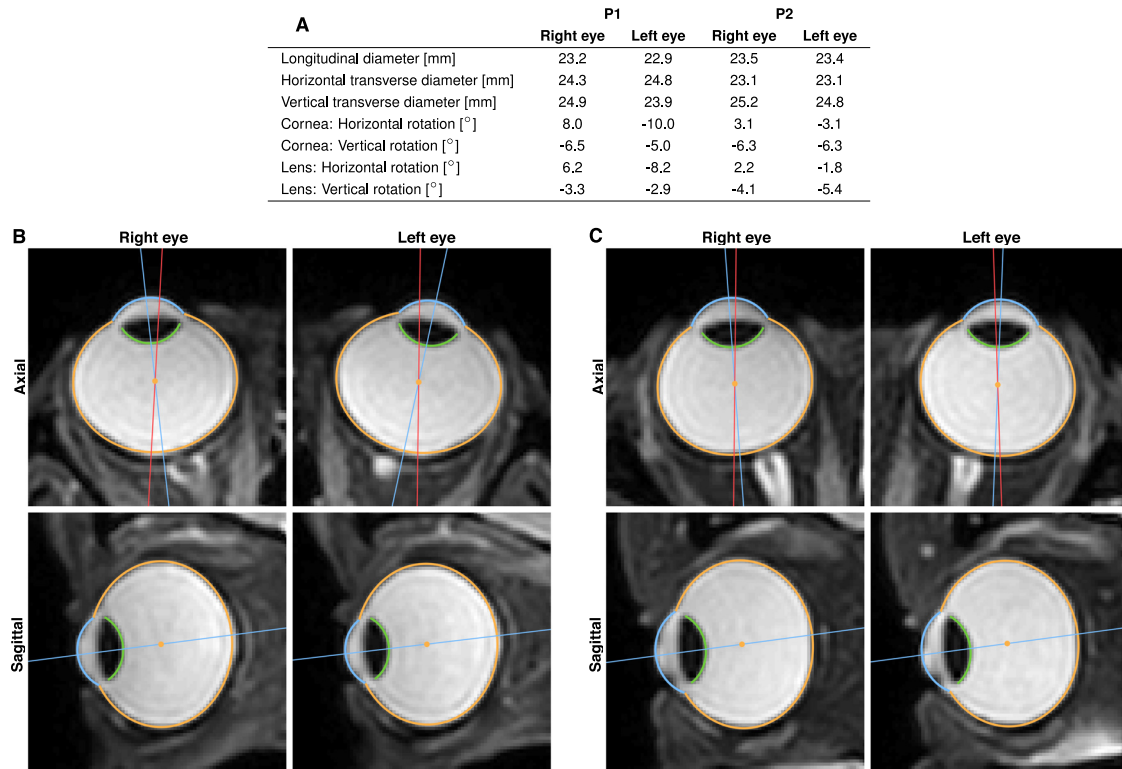 A
P1 P2
Right eye Left eye Right eye Left eye
Longitudinal diameter [mm] 23.2 22.9 23.5 23.4
Horizontal transverse diameter [mm] 24.3 24.8 23.1 23.1
Vertical transverse diameter [mm] 24.9 23.9 25.2 24.8
Cornea: Horizontal rotation [°] 8.0 -10.0 3.1 -3.1
Cornea: Vertical rotation [°] -6.5 -5.0 -6.3 -6.3
Lens: Horizontal rotation [°] 6.2 -8.2 2.2 -1.8
Lens: Vertical rotation [°] -3.3 -2.9 -4.1 -5.4
B Right eye Left eye C Right eye Left eye
Axial Axial
Sagittal Sagittal